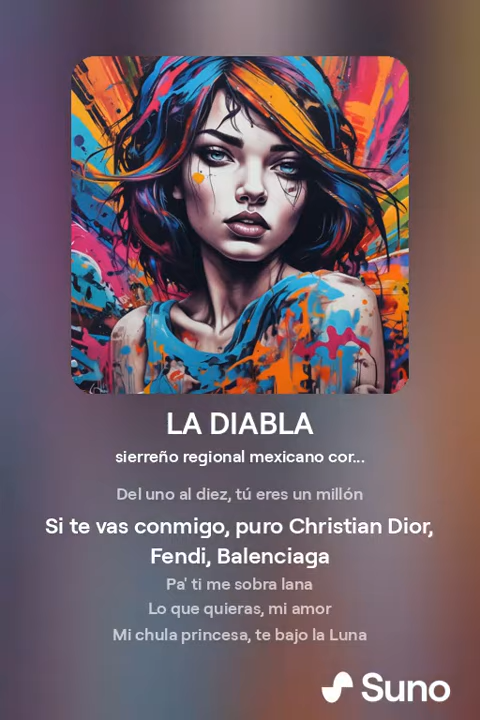 LA DIABLA
sierreño regional mexicano cor...
Del uno al diez, tú eres un millón
Si te vas conmigo, puro Christian Dior,
Fendi, Balenciaga
Pa' ti me sobra lana
Lo que quieras, mi amor
Mi chula princesa, te bajo la Luna
Suno